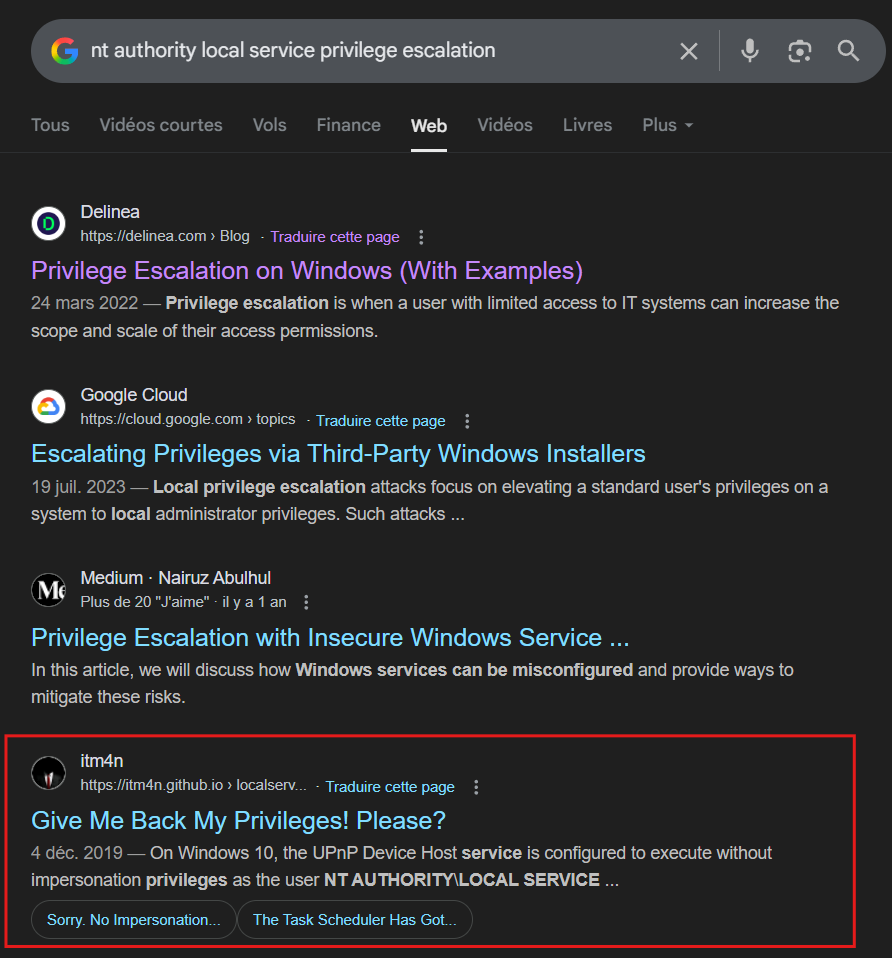 nt authority local service privilege escalation
Tous Vidéos courtes Vols Finance Web Vidéos Livres Plus
Delinea
https://delinea.com › Blog · Traduire cette page
Privilege Escalation on Windows (With Examples)
24 mars 2022 — Privilege escalation is when a user with limited access to IT systems can increase the
scope and scale of their access permissions.
Google Cloud
https://cloud.google.com › topics · Traduire cette page
Escalating Privileges via Third-Party Windows Installers
19 juil. 2023 — Local privilege escalation attacks focus on elevating a standard user's privileges on a
system to local administrator privileges. Such attacks ...
Medium · Nairuz Abulhul
Plus de 20 "J'aime" · il y a 1 an
Privilege Escalation with Insecure Windows Service ...
In this article, we will discuss how Windows services can be misconfigured and provide ways to
mitigate these risks.
itm4n
https://itm4n.github.io › localserv... · Traduire cette page
Give Me Back My Privileges! Please?
4 déc. 2019 — On Windows 10, the UPnP Device Host service is configured to execute without
impersonation privileges as the user NT AUTHORITY\LOCAL SERVICE ...
Sorry. No Impersonation... The Task Scheduler Has Got...